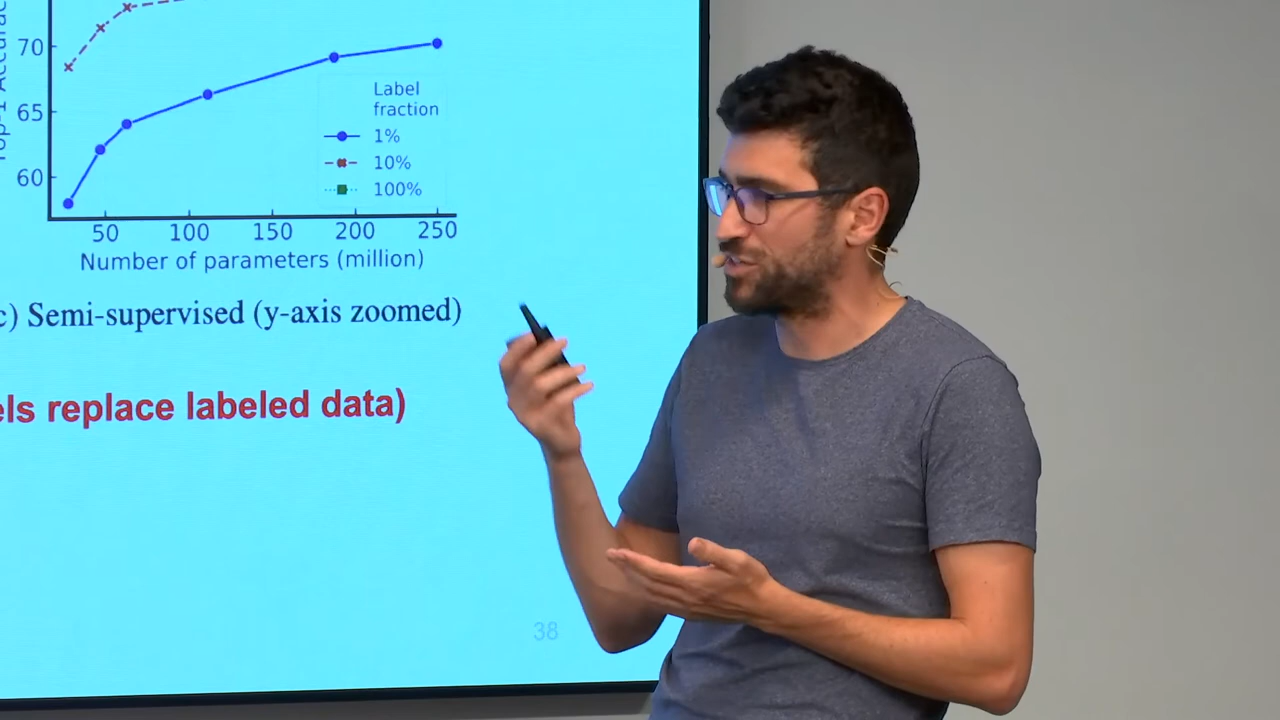 70
65
60
Label
fraction
1%
10%
100%
50 100 150 200 250
Number of parameters (million)
c) Semi-supervised (y-axis zoomed)
replace labeled data)
38